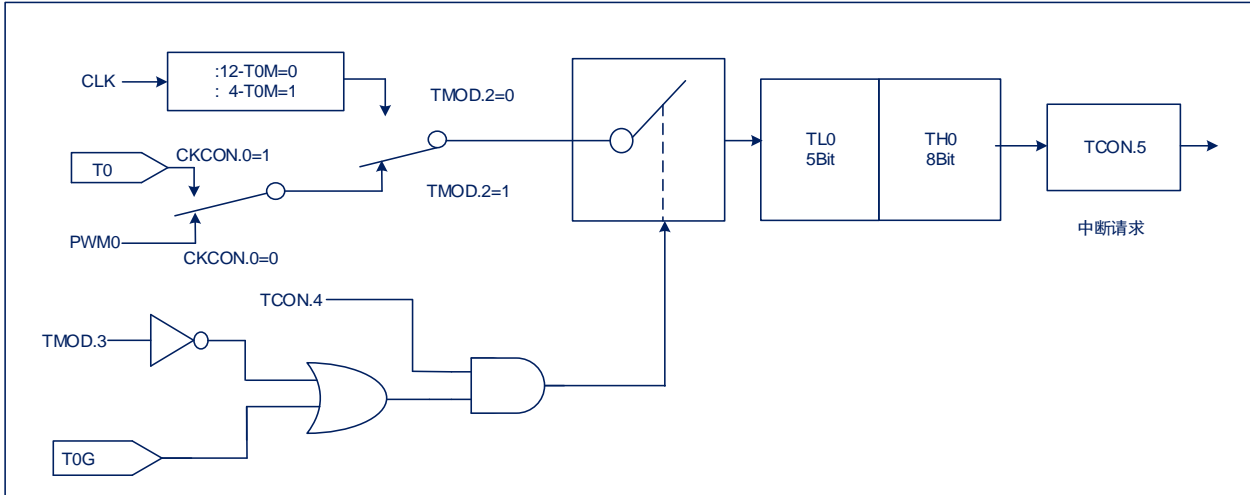 CLK
:12-T0M=0
: 4-T0M=1
TMOD.2=0
T0
CKCON.0=1
TMOD.2=1
PWM0
CKCON.0=0
TL0
5Bit
TH0
8Bit
TCON.5
中断请求
TCON.4
TMOD.3
T0G